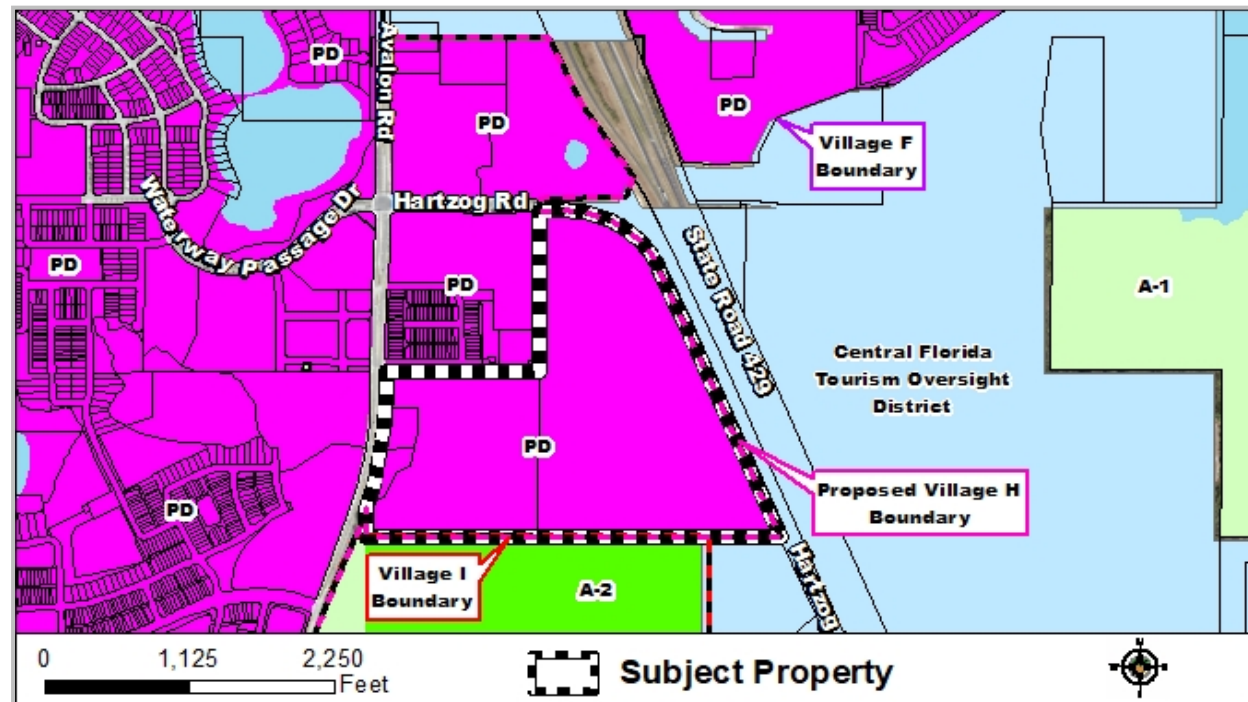 PD
Avalon Rd
PD
PD
Village F
Boundary
Waterway Passage Dr
Hartzog Rd
PD
PD
State Road 429
A-1
Central Florida
Tourism Oversight
District
PD
Proposed Village H
Boundary
PD
Village I
Boundary
A-2
Hartzog
0 1,125 2,250
Feet
Subject Property
N